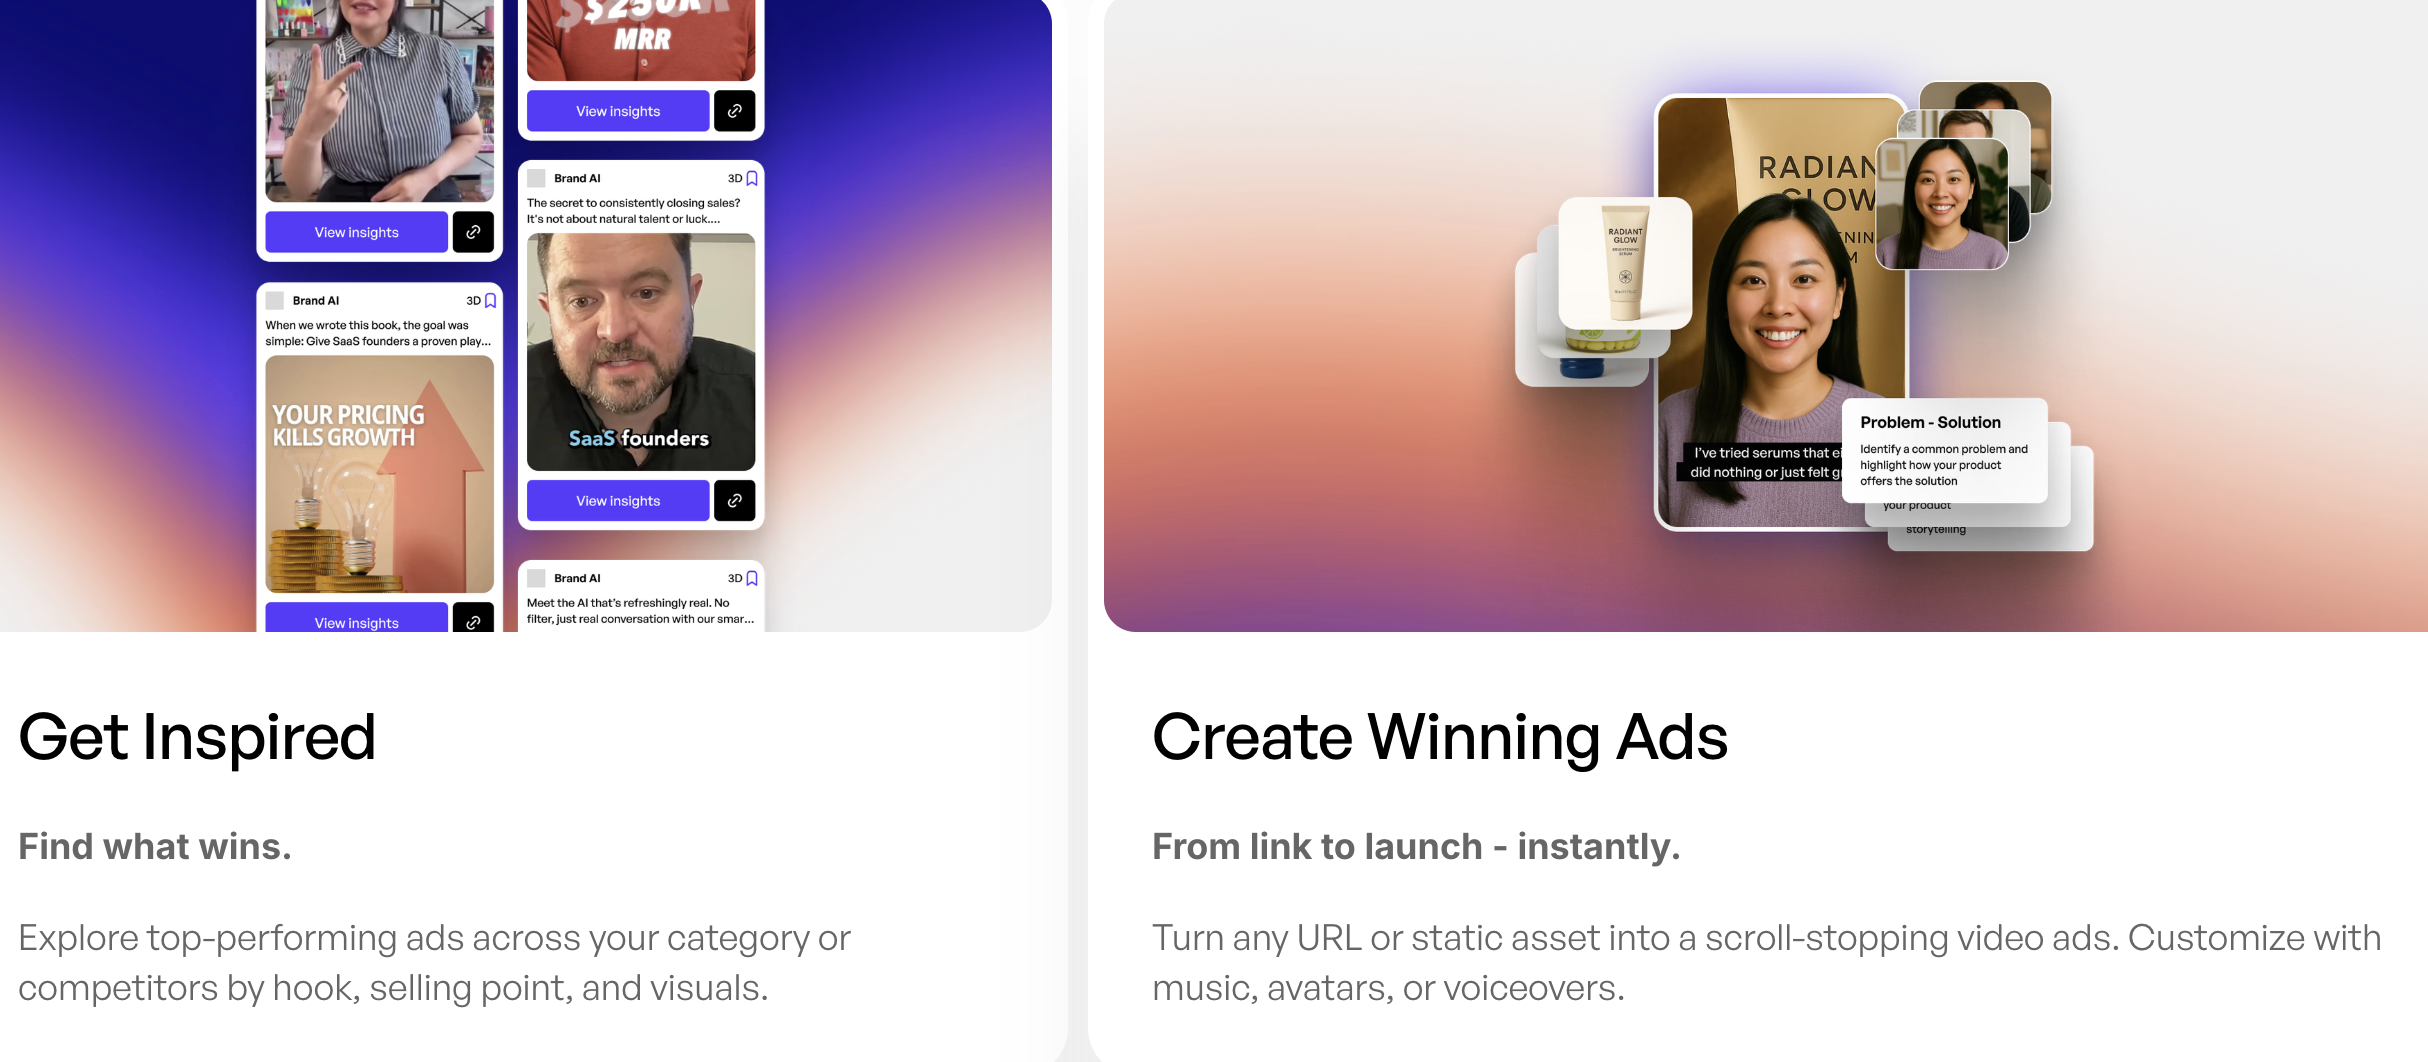 $250K
MRR
View insights
View insights
Brand AI 3D
The secret to consistently closing sales?
It's not about natural talent or luck....
SaaS founders
View insights
Brand AI 3D
When we wrote this book, the goal was
simple: Give SaaS founders a proven play...
YOUR PRICING
KILLS GROWTH
View insights
Brand AI 3D
Meet the AI that's refreshingly real. No
filter, just real conversation with our smar...
RADIANT
GLOW
BRIGHTENING
SERUM
RADIAN
GLOW
NIN
M
I've tried serums that ei
did nothing or just felt g
Problem - Solution
Identify a common problem and
highlight how your product
offers the solution
your product
storytelling
Get Inspired
Find what wins.
Explore top-performing ads across your category or
competitors by hook, selling point, and visuals.
Create Winning Ads
From link to launch - instantly.
Turn any URL or static asset into a scroll-stopping video ads. Customize with
music, avatars, or voiceovers.